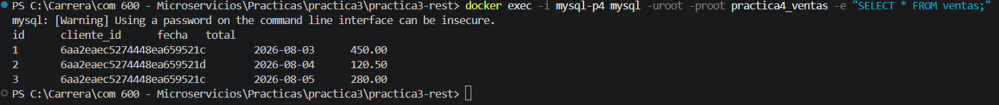 PS C:\Carrera\com 600 - Microservicios\Practicas\practica3\practica3-rest> docker exec -i mysql-p4 mysql -uroot -proot practica4_ventas -e "SELECT * FROM ventas;"
mysql: [Warning] Using a password on the command line interface can be insecure.
id cliente_id fecha total
1 6aa2eaec5274448ea659521c 2026-08-03 450.00
2 6aa2eaec5274448ea659521d 2026-08-04 120.50
3 6aa2eaec5274448ea659521c 2026-08-05 280.00
PS C:\Carrera\com 600 - Microservicios\Practicas\practica3\practica3-rest>